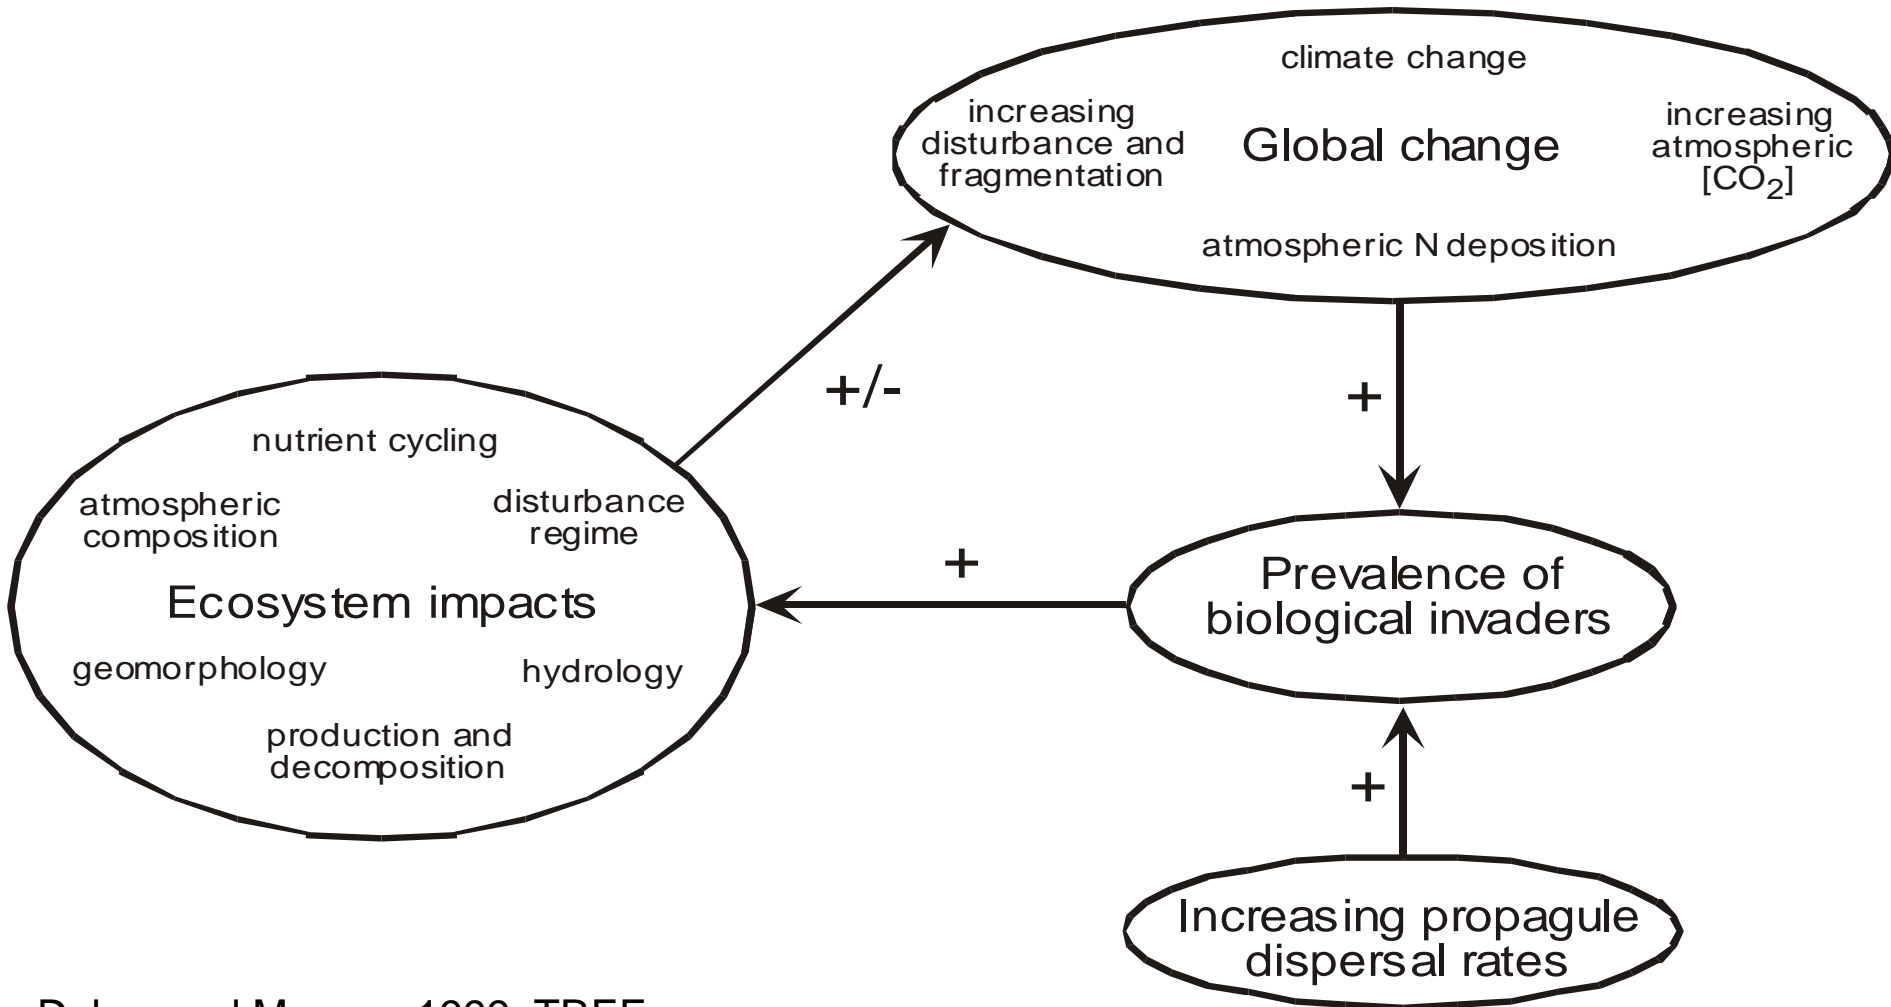 climate change
increasing
disturbance and
fragmentation
Global change
increasing
atmospheric
[CO2]
atmospheric N deposition
+/-
+
nutrient cycling
atmospheric
composition
disturbance
regime
Ecosystem impacts
geomorphology
hydrology
production and
decomposition
+
Prevalence of
biological invaders
+
Increasing propagule
dispersal rates